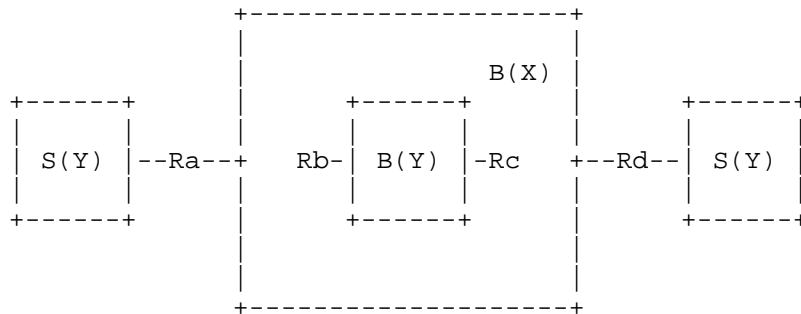 B(X)
S(Y) --Ra--+ Rb- B(Y) -Rc +--Rd-- S(Y)